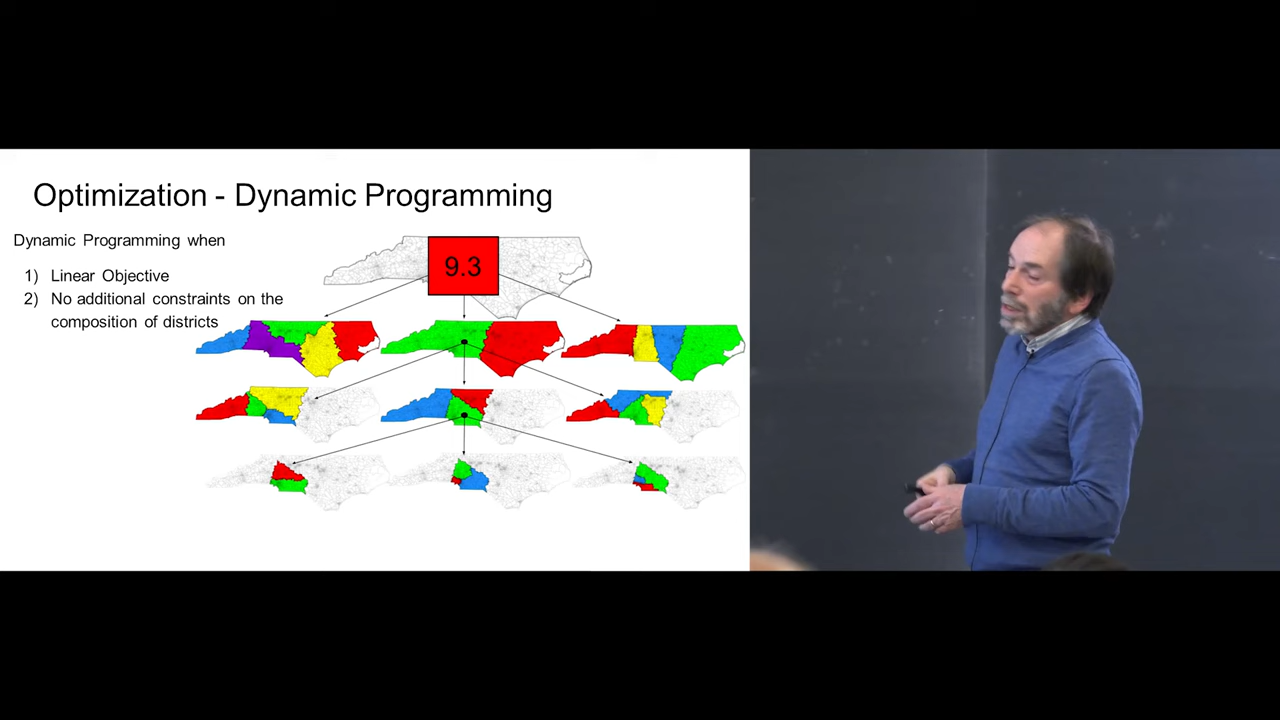 Optimization - Dynamic Programming
Dynamic Programming when
1) Linear Objective
2) No additional constraints on the
composition of districts
9.3